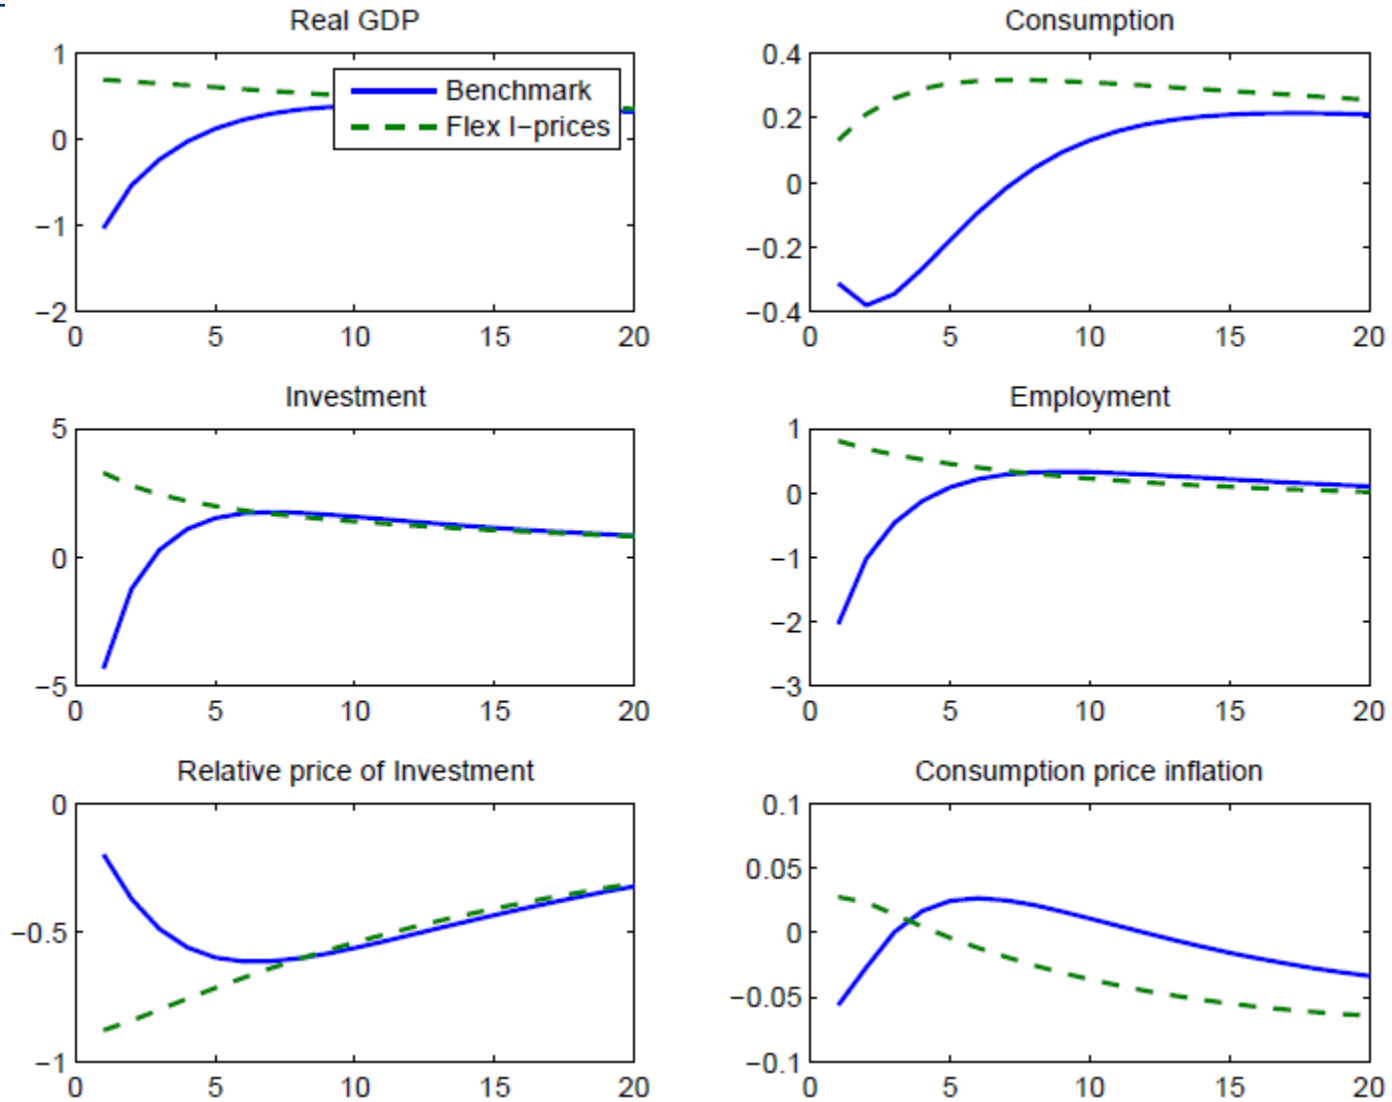 Real GDP
1
0
−1
−2
0 5 10 15 20
Benchmark
Flex I−prices
Consumption
0.4
0.2
0
−0.2
−0.4
0 5 10 15 20
Investment
5
0
−5
0 5 10 15 20
Employment
1
0
−1
−2
−3
0 5 10 15 20
Relative price of Investment
0
−0.5
−1
0 5 10 15 20
Consumption price inflation
0.1
0.05
0
−0.05
−0.1
0 5 10 15 20